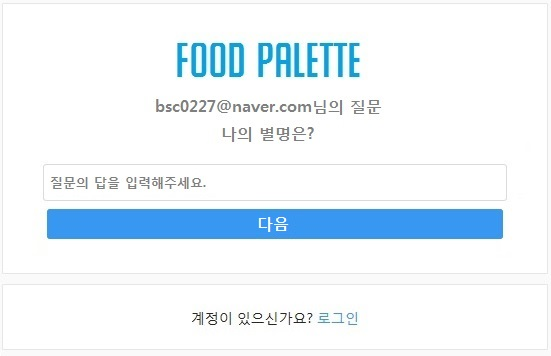 FOOD PALETTE
bsc0227@naver.com님의 질문
나의 별명은?
질문의 답을 입력해주세요.
다음
계정이 있으신가요? 로그인